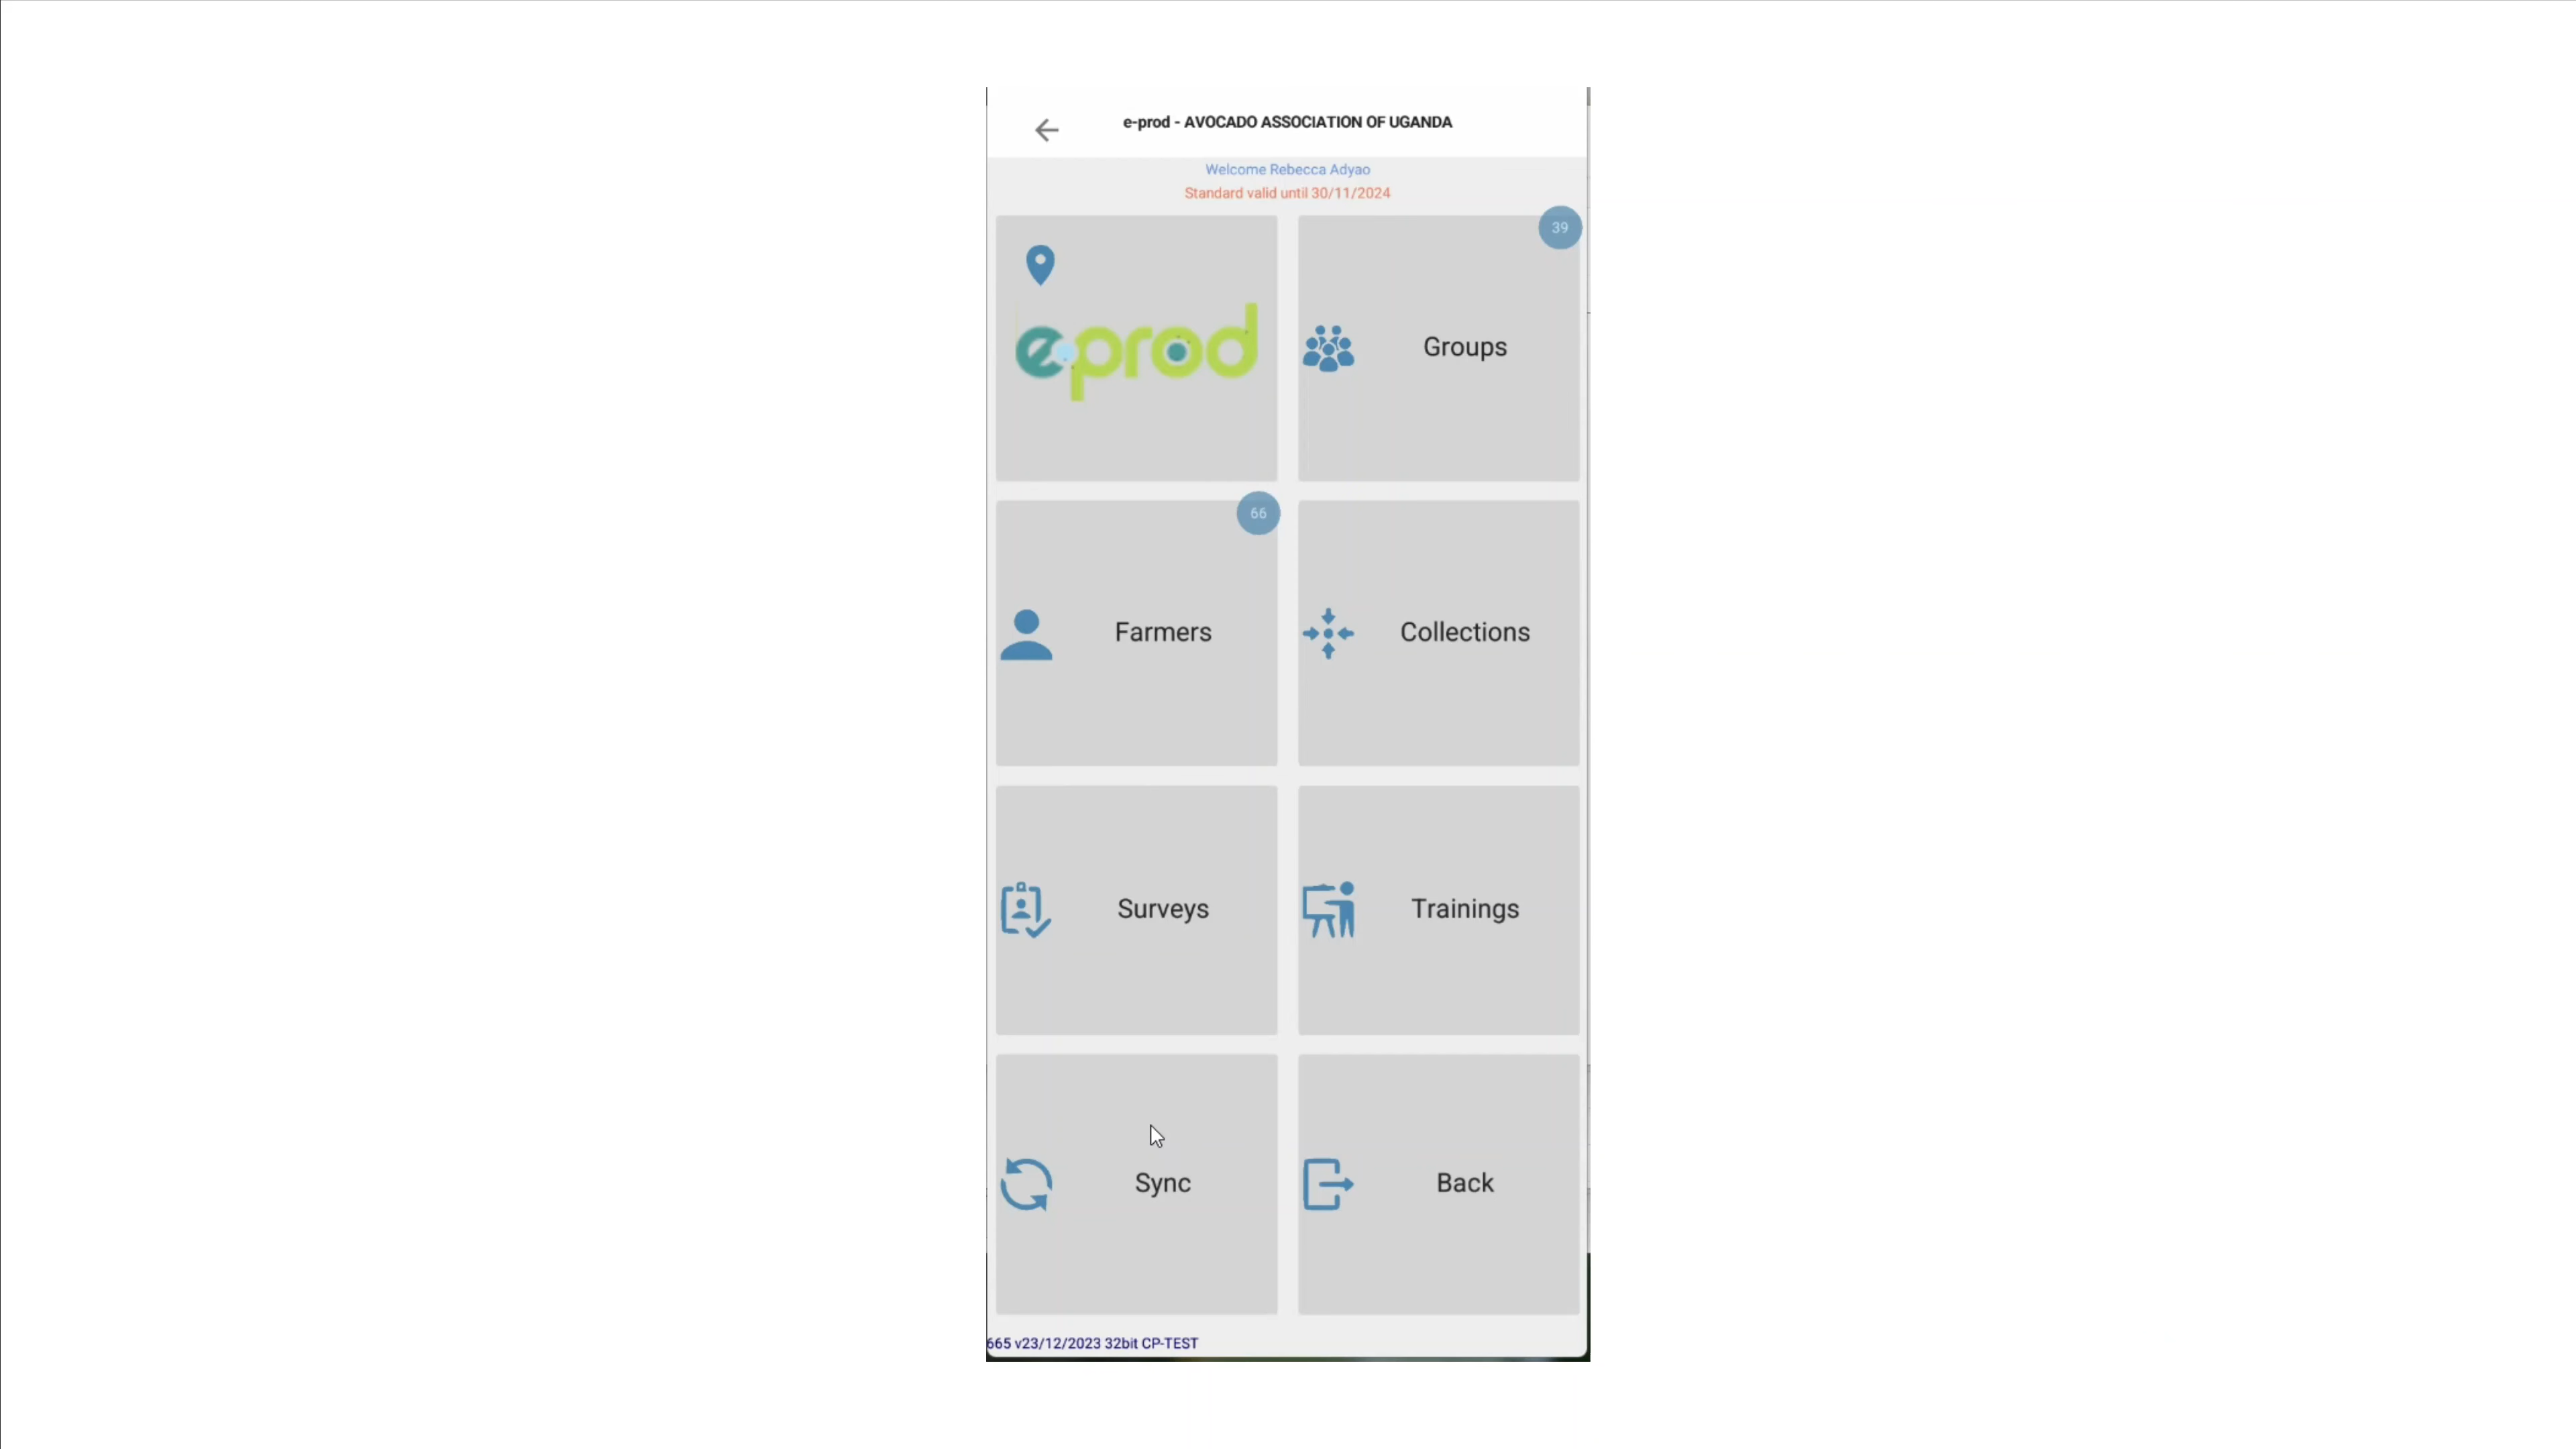 e-prod - AVOCADO ASSOCIATION OF UGANDA
Welcome Rebecca Adyao
Standard valid until 30/11/2024
39
e-prod
Groups
66
Farmers
Collections
Surveys
Trainings
Sync
Back
665 v23/12/2023 32bit CP-TEST